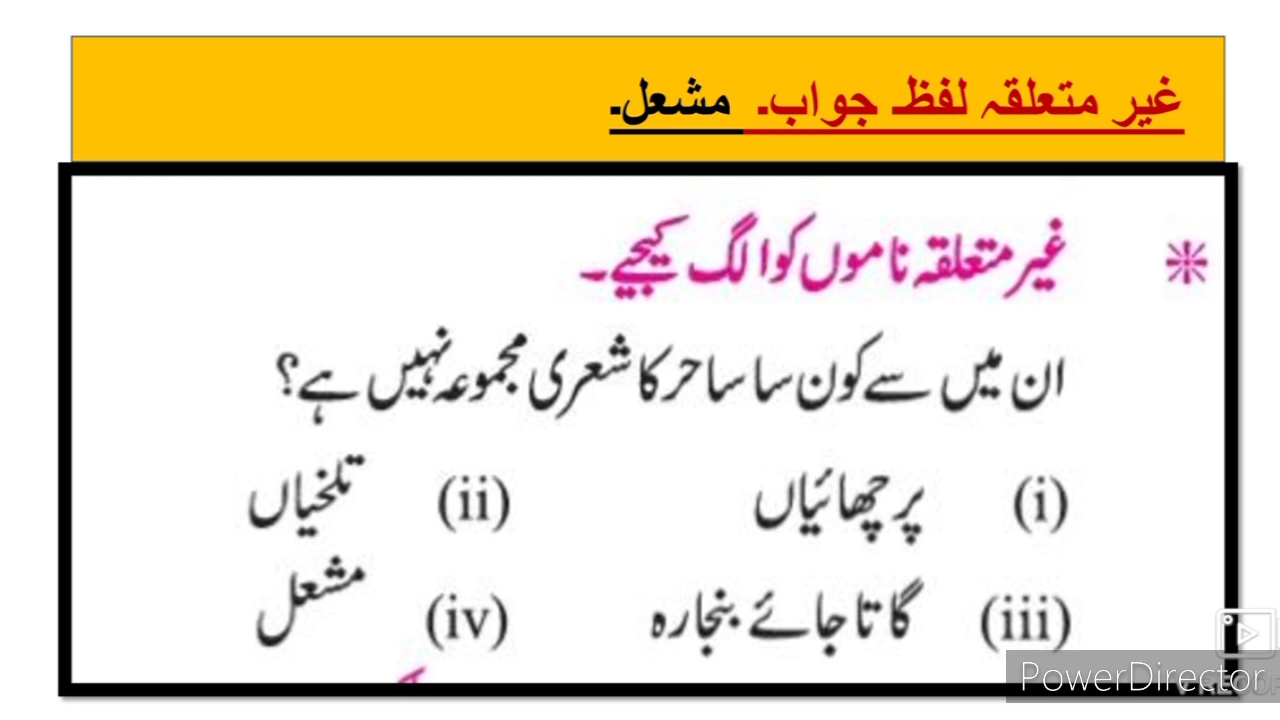 غیر متعلقہ لفظ جواب۔ مشعل۔
غیر متعلقہ ناموں کو الگ کیجیے۔
ان میں سے کون سا ساحر کا شعری مجموعہ نہیں ہے؟
(i) پرچھائیاں (ii) تلخیاں
(iii) گاتا جائے بنجارہ (iv) مشعل
PowerDirector